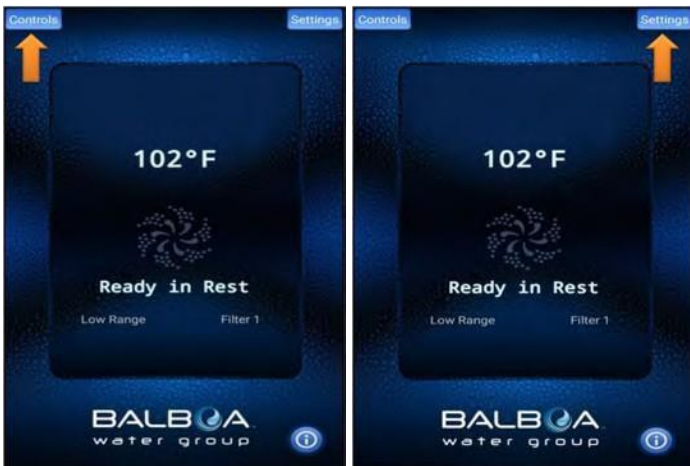 Controls Settings
102°F
Ready in Rest
Low Range Filter 1
BALBOA
water group
Controls Settings
102°F
Ready in Rest
Low Range Filter 1
BALBOA
water group